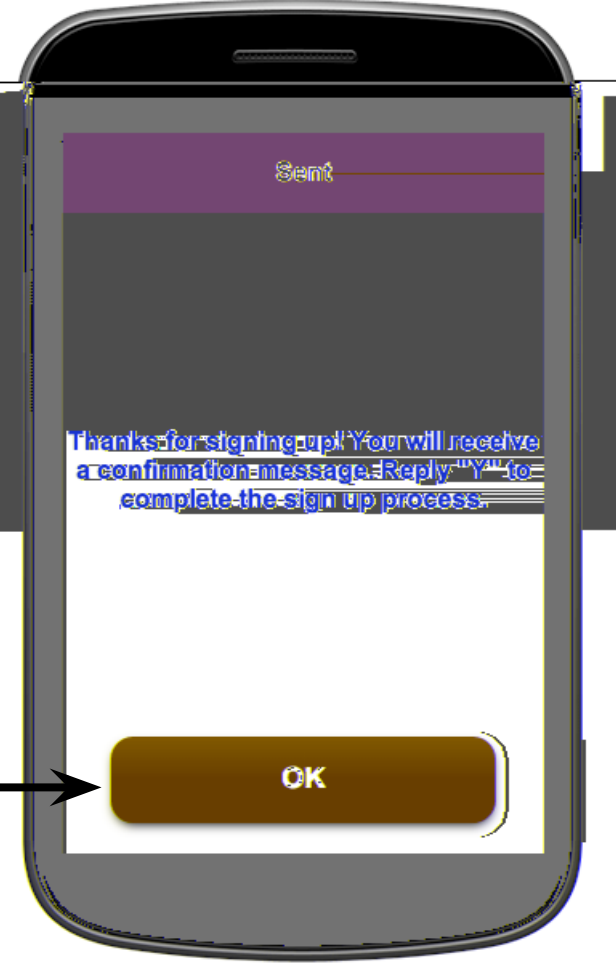 Sent
Thanks for signing up! You will receive
a confirmation message. Reply "Y" to
complete the sign up process.
OK